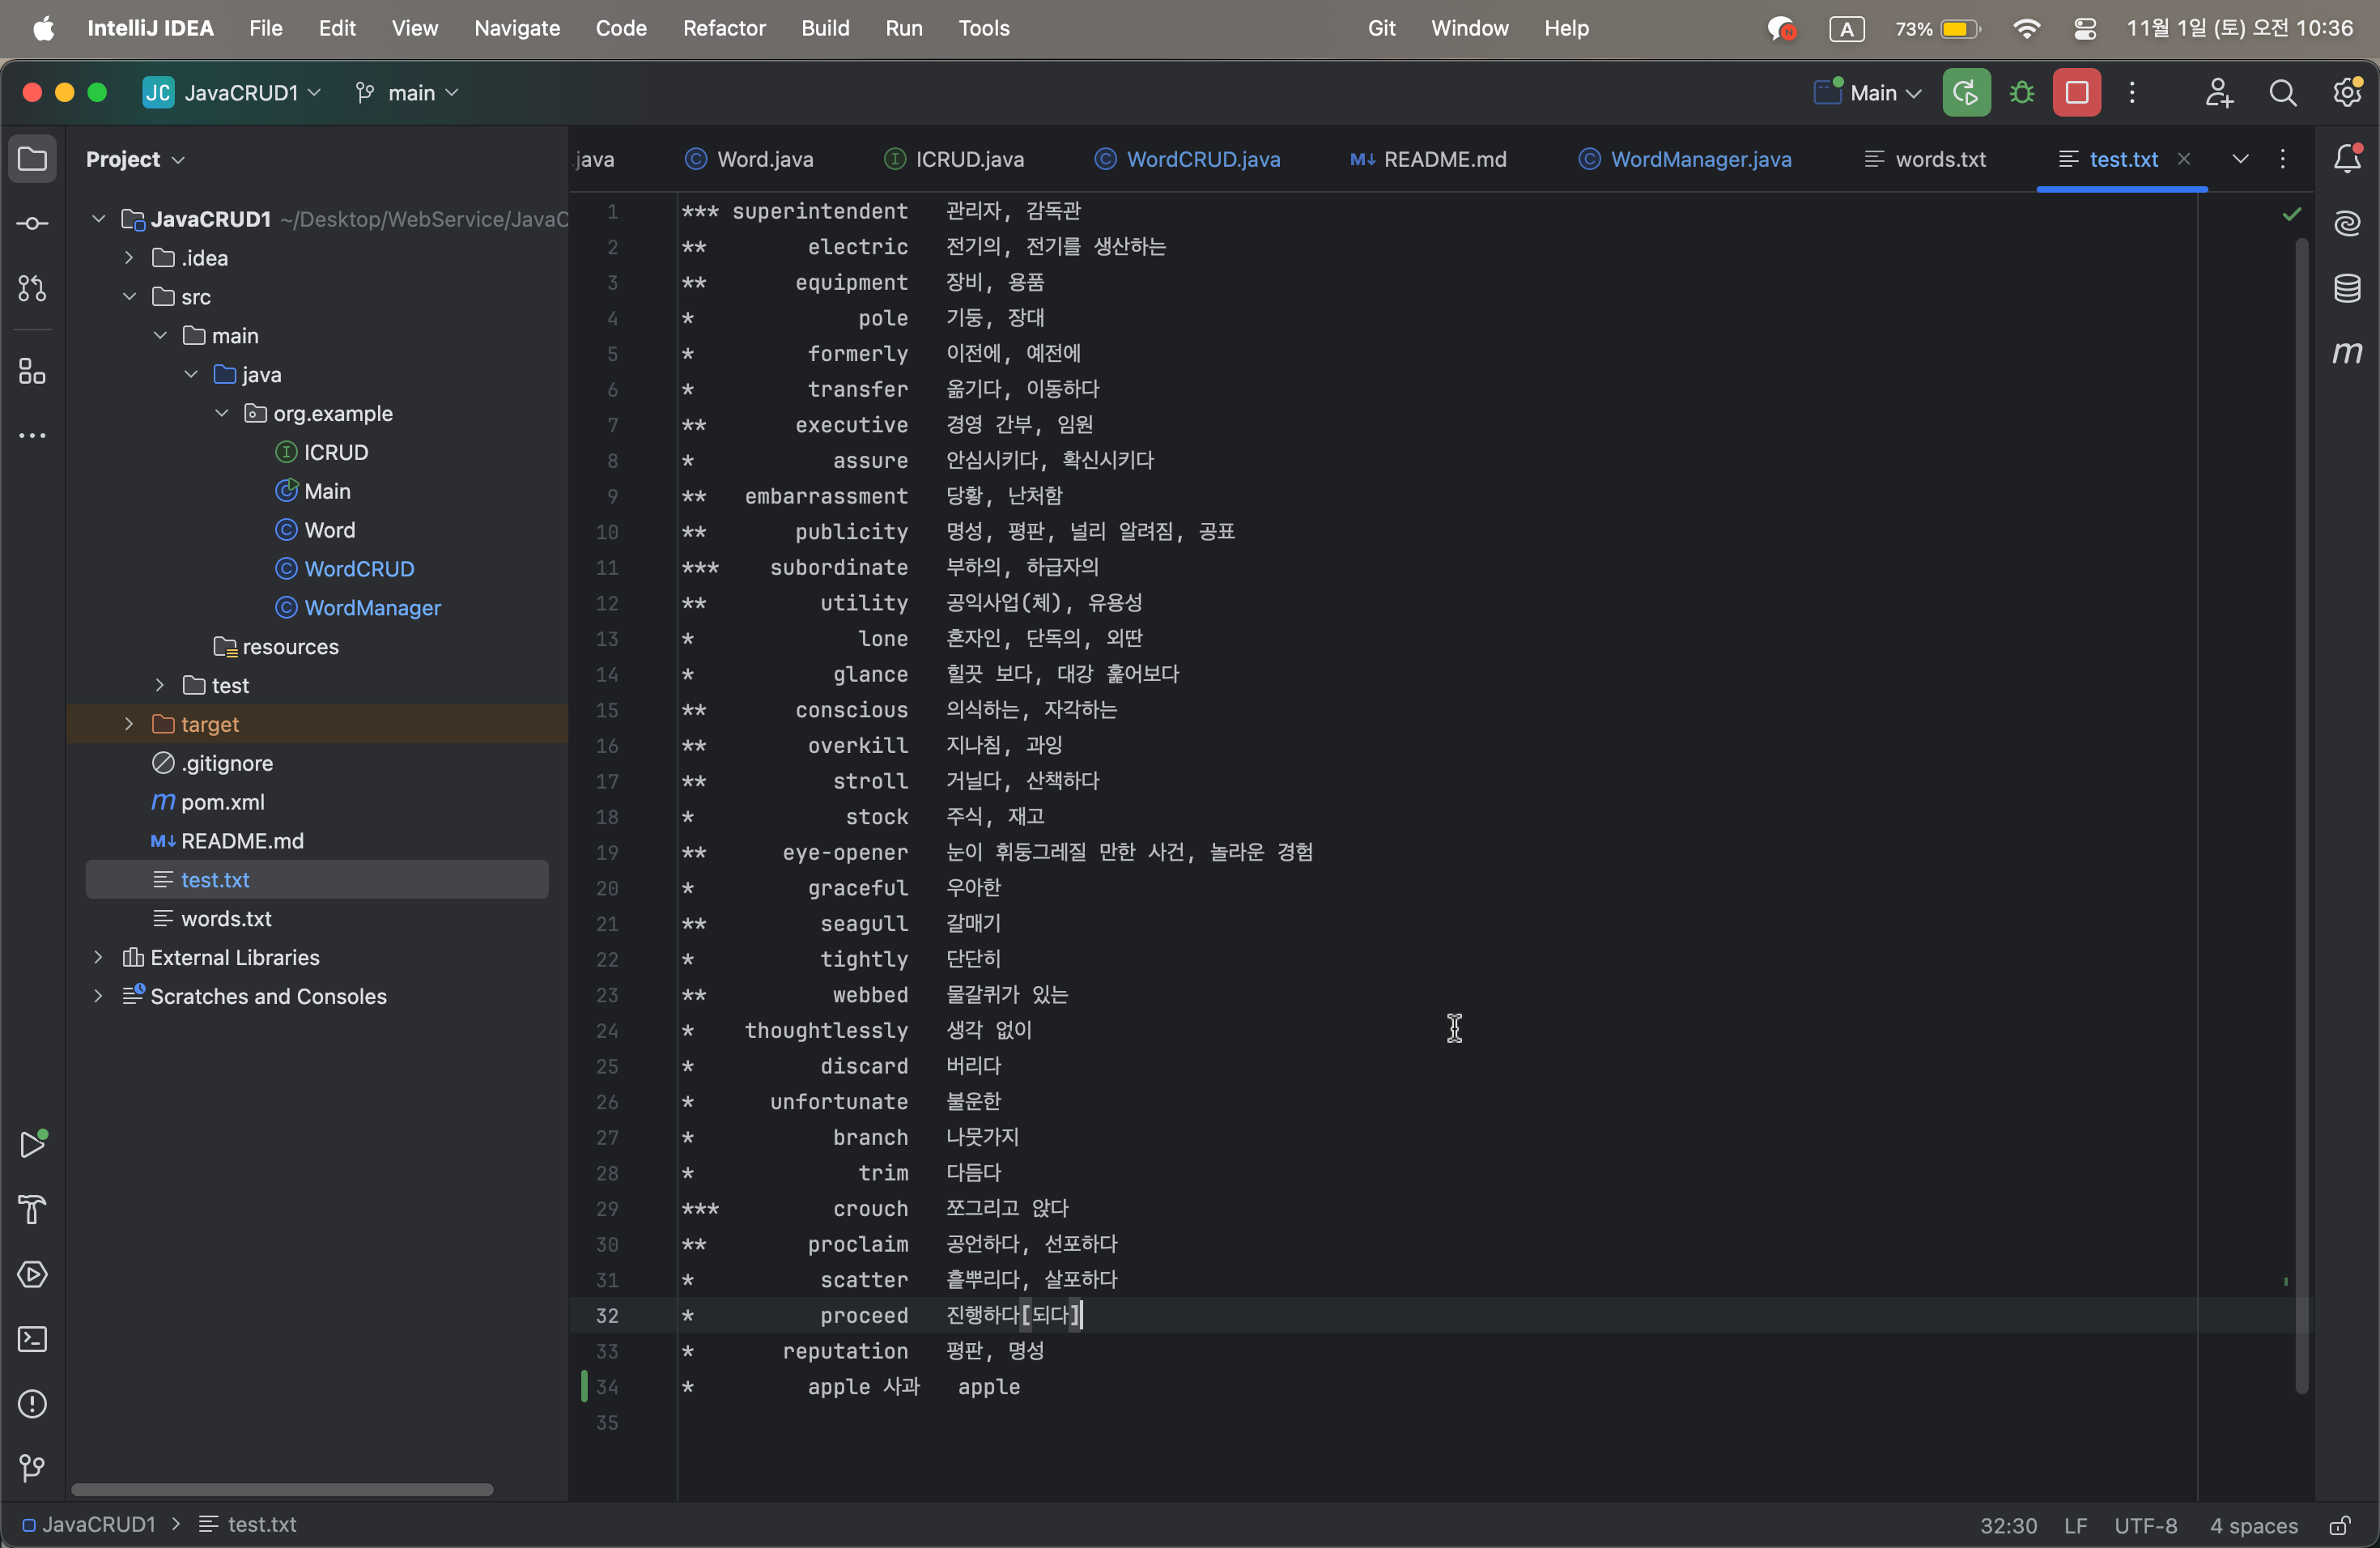 IntelliJ IDEA File Edit View Navigate Code Refactor Build Run Tools Git Window Help N A 73% 11월 1일 (토) 오전 10:36
JC JavaCRUD1 main Main
Project
JavaCRUD1 ~/Desktop/WebService/JavaC
.idea
src
main
java
org.example
ICRUD
Main
Word
WordCRUD
WordManager
resources
test
target
.gitignore
pom.xml
README.md
test.txt
words.txt
External Libraries
Scratches and Consoles
.java Word.java ICRUD.java WordCRUD.java README.md WordManager.java words.txt test.txt
1 *** superintendent 관리자, 감독관
2 ** electric 전기의, 전기를 생산하는
3 ** equipment 장비, 용품
4 * pole 기둥, 장대
5 * formerly 이전에, 예전에
6 * transfer 옮기다, 이동하다
7 ** executive 경영 간부, 임원
8 * assure 안심시키다, 확신시키다
9 ** embarrassment 당황, 난처함
10 ** publicity 명성, 평판, 널리 알려짐, 공표
11 *** subordinate 부하의, 하급자의
12 ** utility 공익사업(체), 유용성
13 * lone 혼자인, 단독의, 외딴
14 * glance 힐끗 보다, 대강 훑어보다
15 ** conscious 의식하는, 자각하는
16 ** overkill 지나침, 과잉
17 ** stroll 거닐다, 산책하다
18 * stock 주식, 재고
19 ** eye-opener 눈이 휘둥그레질 만한 사건, 놀라운 경험
20 * graceful 우아한
21 ** seagull 갈매기
22 * tightly 단단히
23 ** webbed 물갈퀴가 있는
24 * thoughtlessly 생각 없이
25 * discard 버리다
26 * unfortunate 불운한
27 * branch 나뭇가지
28 * trim 다듬다
29 *** crouch 쪼그리고 앉다
30 ** proclaim 공언하다, 선포하다
31 * scatter 흩뿌리다, 살포하다
32 * proceed 진행하다[되다]
33 * reputation 평판, 명성
34 * apple 사과 apple
35
JavaCRUD1 > test.txt 32:30 LF UTF-8 4 spaces